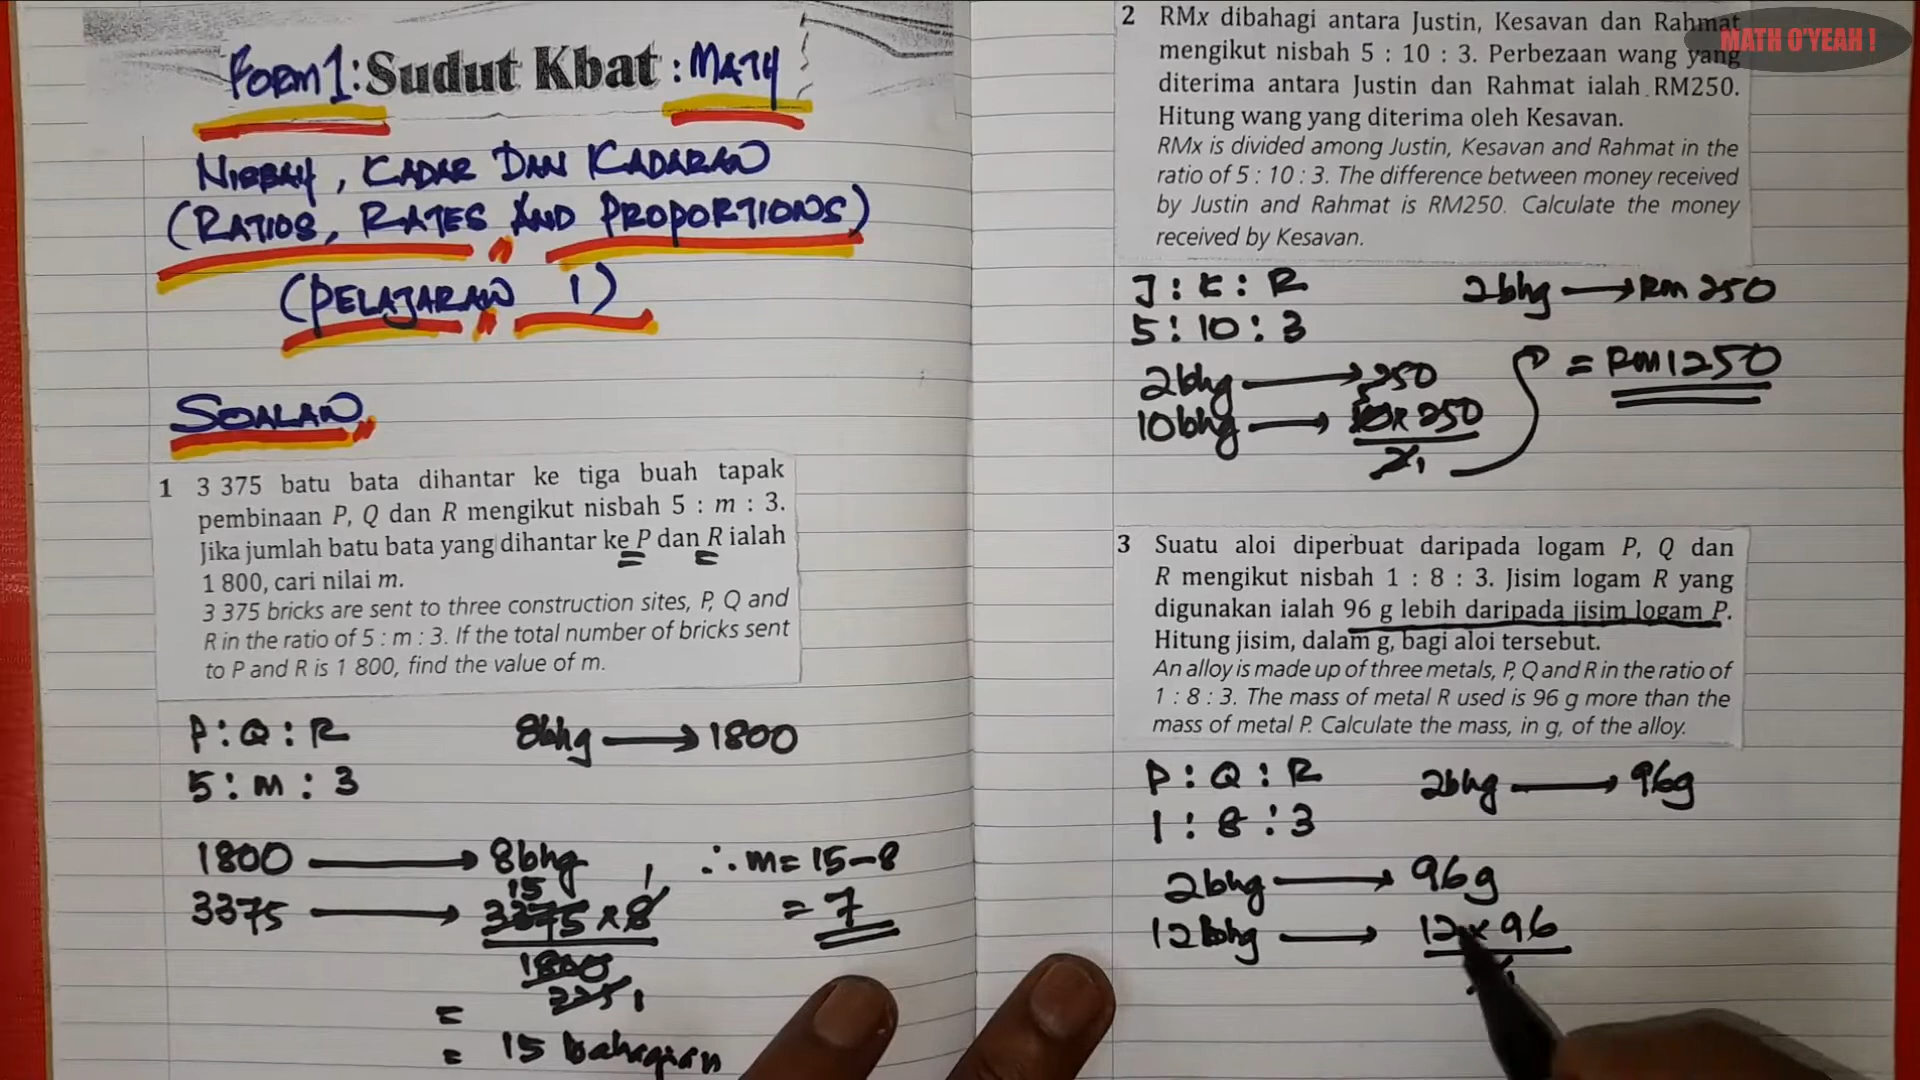 FORM 1: Sudut Kbat : MATH
NISBAH, KADAR DAN KADARAN
(RATIOS, RATES AND PROPORTIONS)
(PELAJARAN 1)
SOALAN
1 3 375 batu bata dihantar ke tiga buah tapak
pembinaan P, Q dan R mengikut nisbah 5 : m : 3.
Jika jumlah batu bata yang dihantar ke P dan R ialah
1 800, cari nilai m.
3 375 bricks are sent to three construction sites, P, Q and
R in the ratio of 5 : m : 3. If the total number of bricks sent
to P and R is 1 800, find the value of m.
P : Q : R 8bhg → 1800
5 : m : 3
1800 → 8bhg ∴ m = 15 - 8
15 1
3375 → 3375 × 8 = 7
1800
225 1
=
= 15 bahagian
MATH O'YEAH !
2 RMx dibahagi antara Justin, Kesavan dan Rahmat
mengikut nisbah 5 : 10 : 3. Perbezaan wang yang
diterima antara Justin dan Rahmat ialah RM250.
Hitung wang yang diterima oleh Kesavan.
RMx is divided among Justin, Kesavan and Rahmat in the
ratio of 5 : 10 : 3. The difference between money received
by Justin and Rahmat is RM250. Calculate the money
received by Kesavan.
J : K : R 2bhg → RM 250
5 : 10 : 3
2bhg → 250 = RM1250
10bhg → 10 × 250
2 1
3 Suatu aloi diperbuat daripada logam P, Q dan
R mengikut nisbah 1 : 8 : 3. Jisim logam R yang
digunakan ialah 96 g lebih daripada jisim logam P.
Hitung jisim, dalam g, bagi aloi tersebut.
An alloy is made up of three metals, P, Q and R in the ratio of
1 : 8 : 3. The mass of metal R used is 96 g more than the
mass of metal P. Calculate the mass, in g, of the alloy.
P : Q : R 2bhg → 96g
1 : 8 : 3
2bhg → 96g
12bhg → 12 × 96